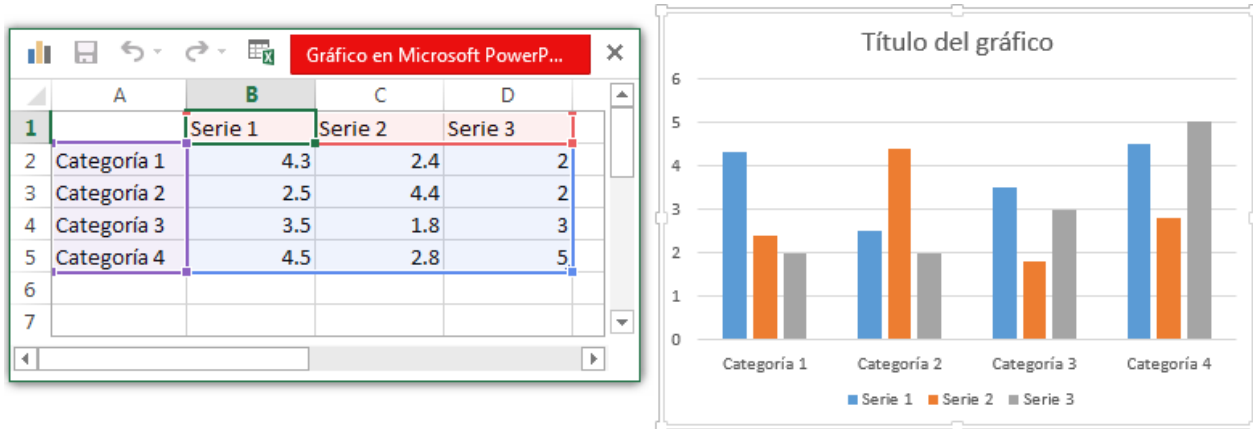 Gráfico en Microsoft PowerP...
A B C D
1 Serie 1 Serie 2 Serie 3
2 Categoría 1 4.3 2.4 2
3 Categoría 2 2.5 4.4 2
4 Categoría 3 3.5 1.8 3
5 Categoría 4 4.5 2.8 5
6
7
Título del gráfico
6
5
4
3
2
1
0
Categoría 1 Categoría 2 Categoría 3 Categoría 4
Serie 1 Serie 2 Serie 3